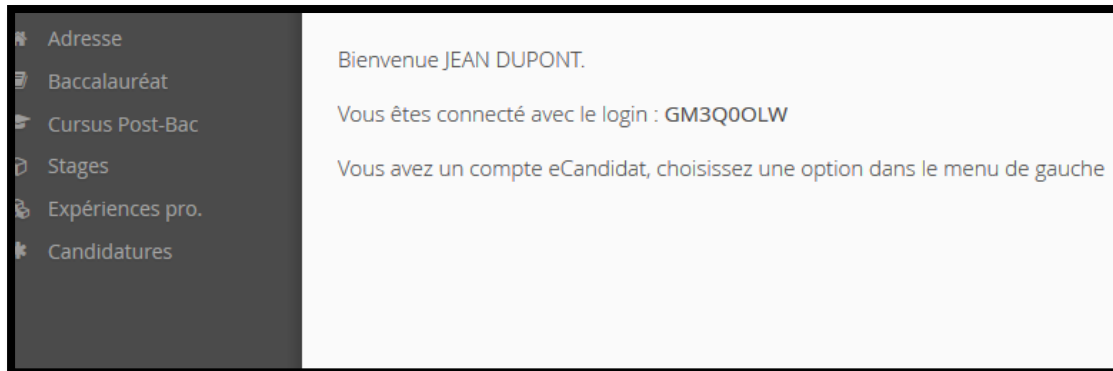 Adresse
Baccalauréat
Cursus Post-Bac
Stages
Expériences pro.
Candidatures
Bienvenue JEAN DUPONT.
Vous êtes connecté avec le login : GM3Q0OLW
Vous avez un compte eCandidat, choisissez une option dans le menu de gauche